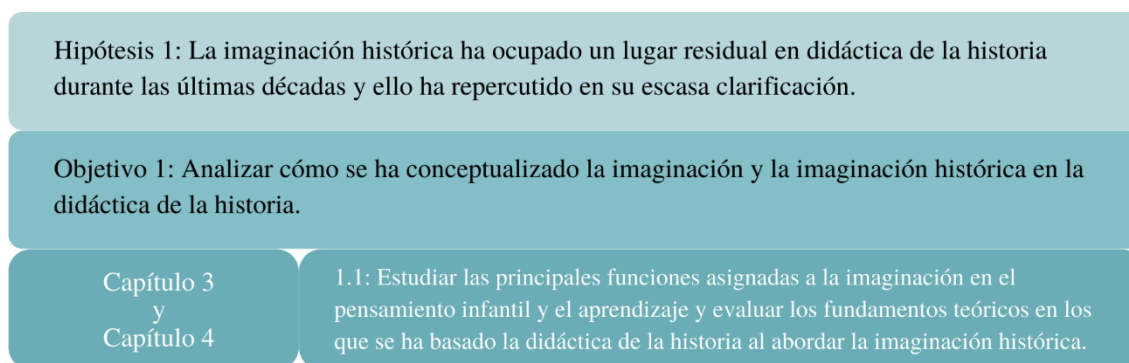 Hipótesis 1: La imaginación histórica ha ocupado un lugar residual en didáctica de la historia
durante las últimas décadas y ello ha repercutido en su escasa clarificación.
Objetivo 1: Analizar cómo se ha conceptualizado la imaginación y la imaginación histórica en la
didáctica de la historia.
Capítulo 3
y
Capítulo 4
1.1: Estudiar las principales funciones asignadas a la imaginación en el
pensamiento infantil y el aprendizaje y evaluar los fundamentos teóricos en los
que se ha basado la didáctica de la historia al abordar la imaginación histórica.